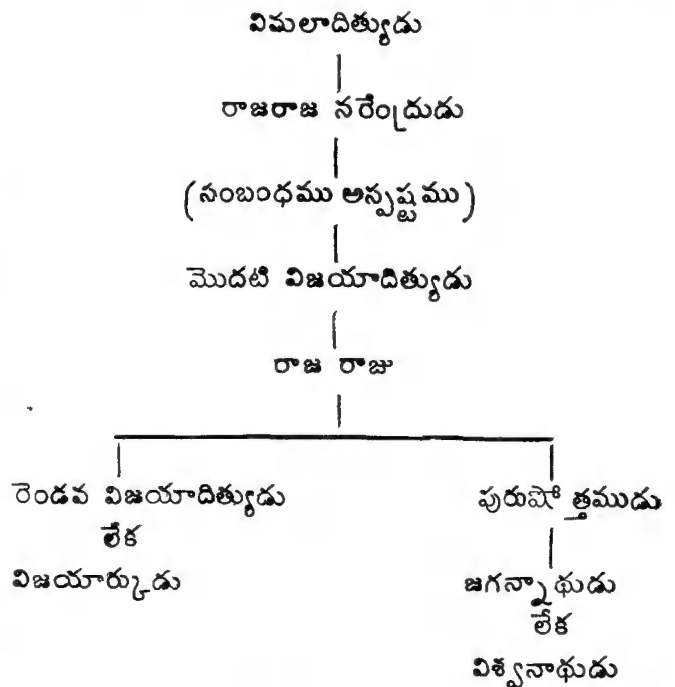 విమలాదిత్యుడు
రాజరాజ నరేంద్రుడు
(సంబంధము అస్పష్టము)
మొదటి విజయాదిత్యుడు
రాజ రాజు
రెండవ విజయాదిత్యుడు పురుషోత్తముడు
లేక
విజయార్కుడు జగన్నాథుడు
లేక
విశ్వనాథుడు